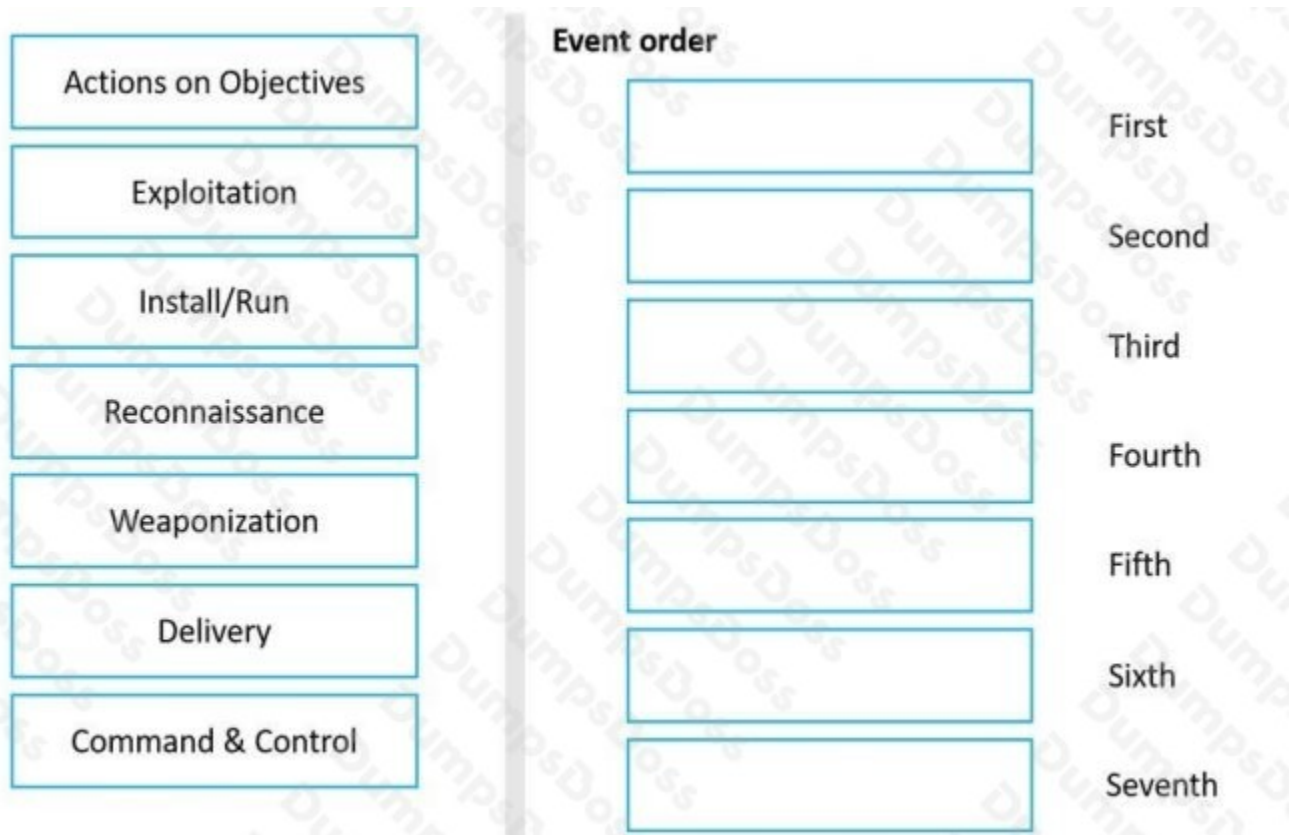 Actions on Objectives
Exploitation
Install/Run
Reconnaissance
Weaponization
Delivery
Command & Control
Event order
First
Second
Third
Fourth
Fifth
Sixth
Seventh
DumpsDoss